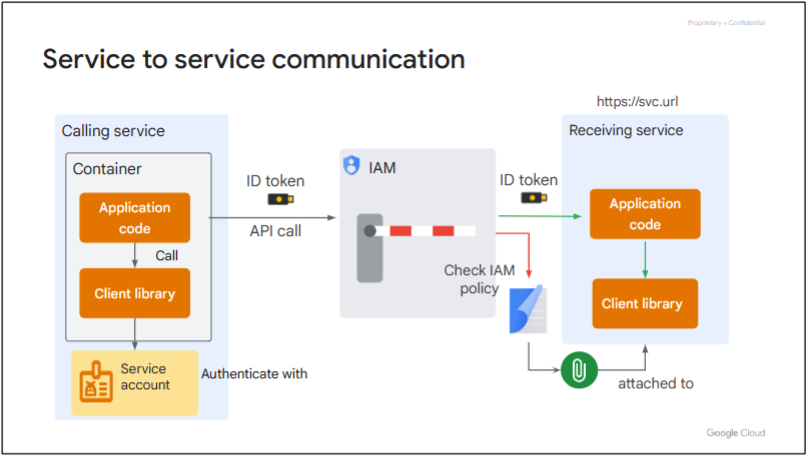 Proprietary + Confidential
Service to service communication
https://svc.url
Calling service
Receiving service
Container
IAM
ID token
ID token
Application
code
Application
code
API call
Call
Check IAM
policy
Client library
Client library
Service
account
Authenticate with
attached to
Google Cloud